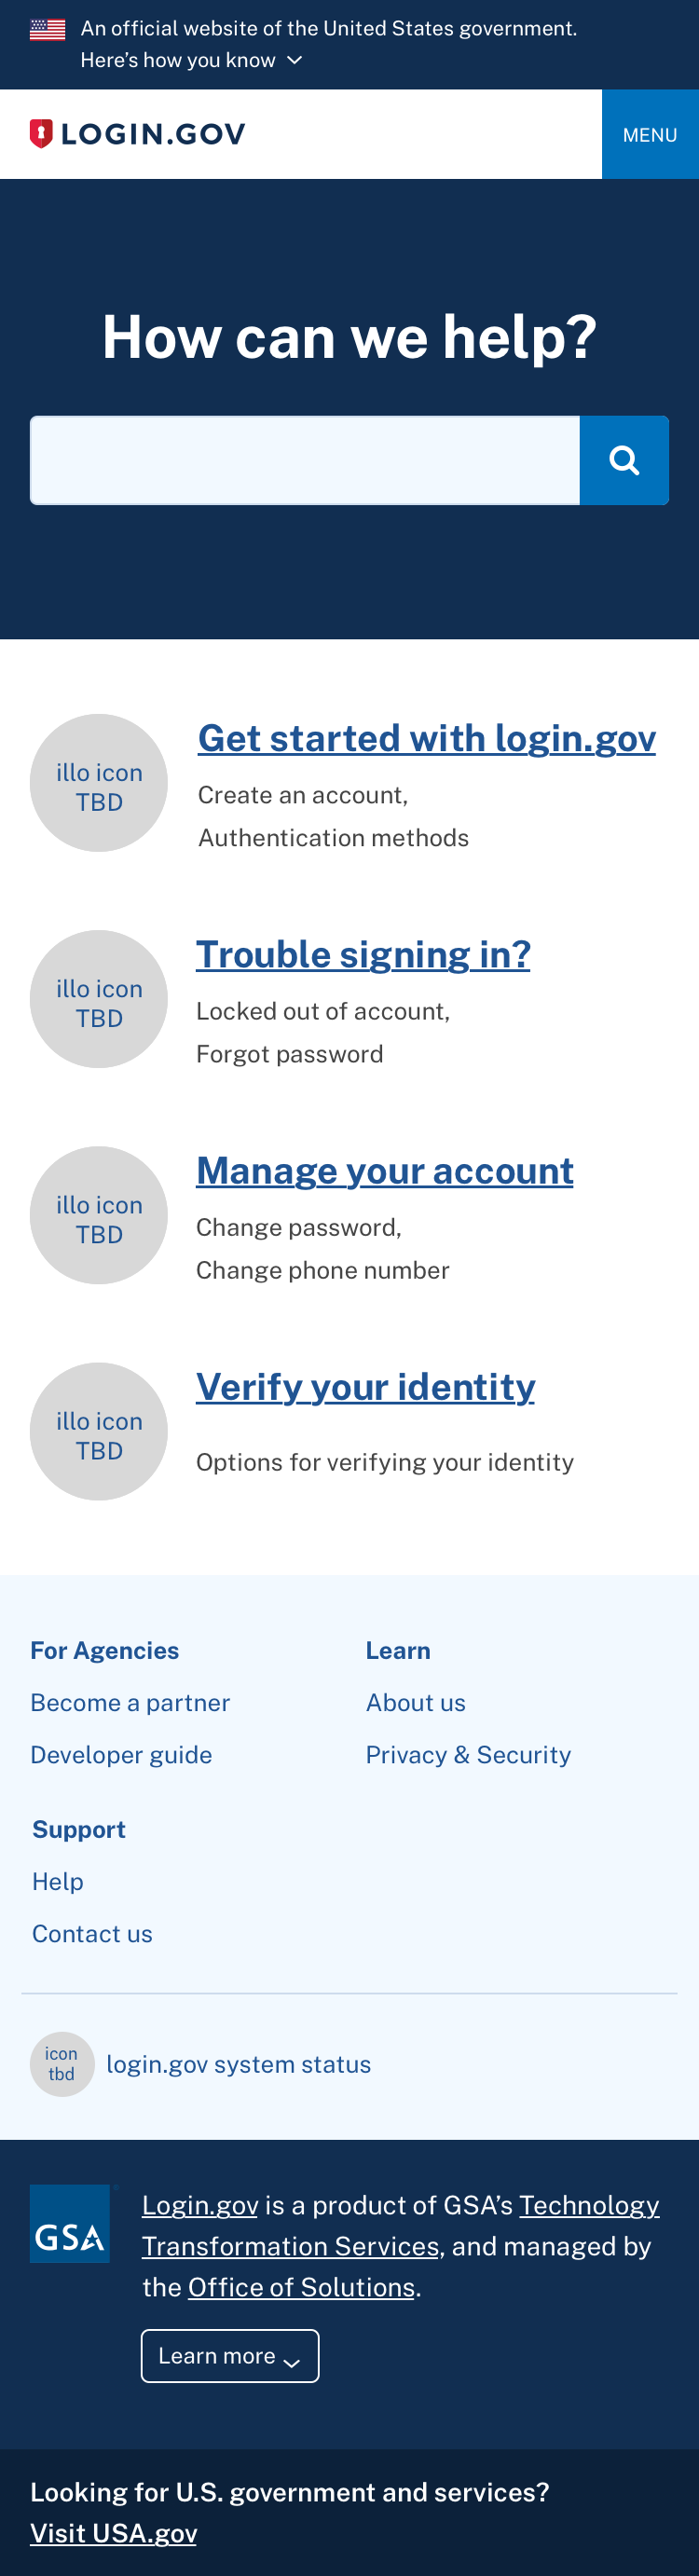 An official website of the United States government.
Here’s how you know
LOGIN.GOV
MENU
How can we help?
illo icon
TBD
Get started with login.gov
Create an account,
Authentication methods
illo icon
TBD
Trouble signing in?
Locked out of account,
Forgot password
illo icon
TBD
Manage your account
Change password,
Change phone number
illo icon
TBD
Verify your identity
Options for verifying your identity
For Agencies
Become a partner
Developer guide
Learn
About us
Privacy & Security
Support
Help
Contact us
icon
tbd
login.gov system status
GSA
Login.gov is a product of GSA’s Technology
Transformation Services, and managed by
the Office of Solutions.
Learn more
Looking for U.S. government and services?
Visit USA.gov